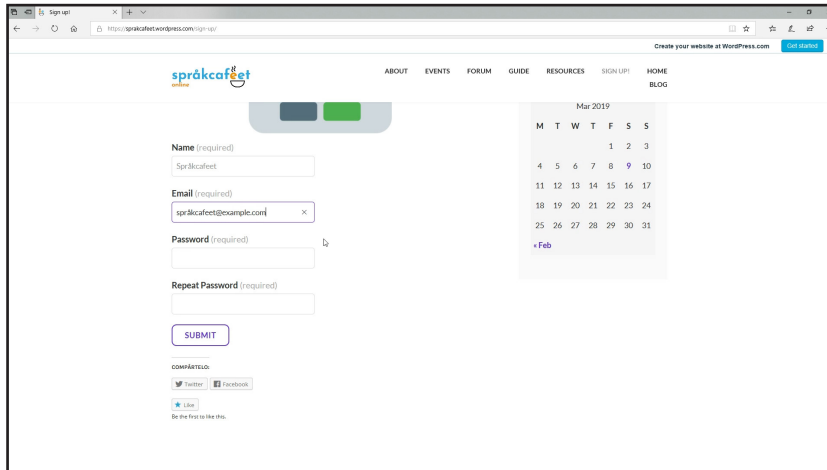 Sign up!
https://sprakcafeet.wordpress.com/sign-up/
Create your website at WordPress.com
Get started
språkcaféet
online
ABOUT EVENTS FORUM GUIDE RESOURCES SIGN UP! HOME
BLOG
Name (required)
Språkcafeet
Email (required)
språkcafeet@example.com
Password (required)
Repeat Password (required)
SUBMIT
COMPÁRTELO:
Twitter Facebook
Like
Be the first to like this.
Mar 2019
M T W T F S S
1 2 3
4 5 6 7 8 9 10
11 12 13 14 15 16 17
18 19 20 21 22 23 24
25 26 27 28 29 30 31
« Feb